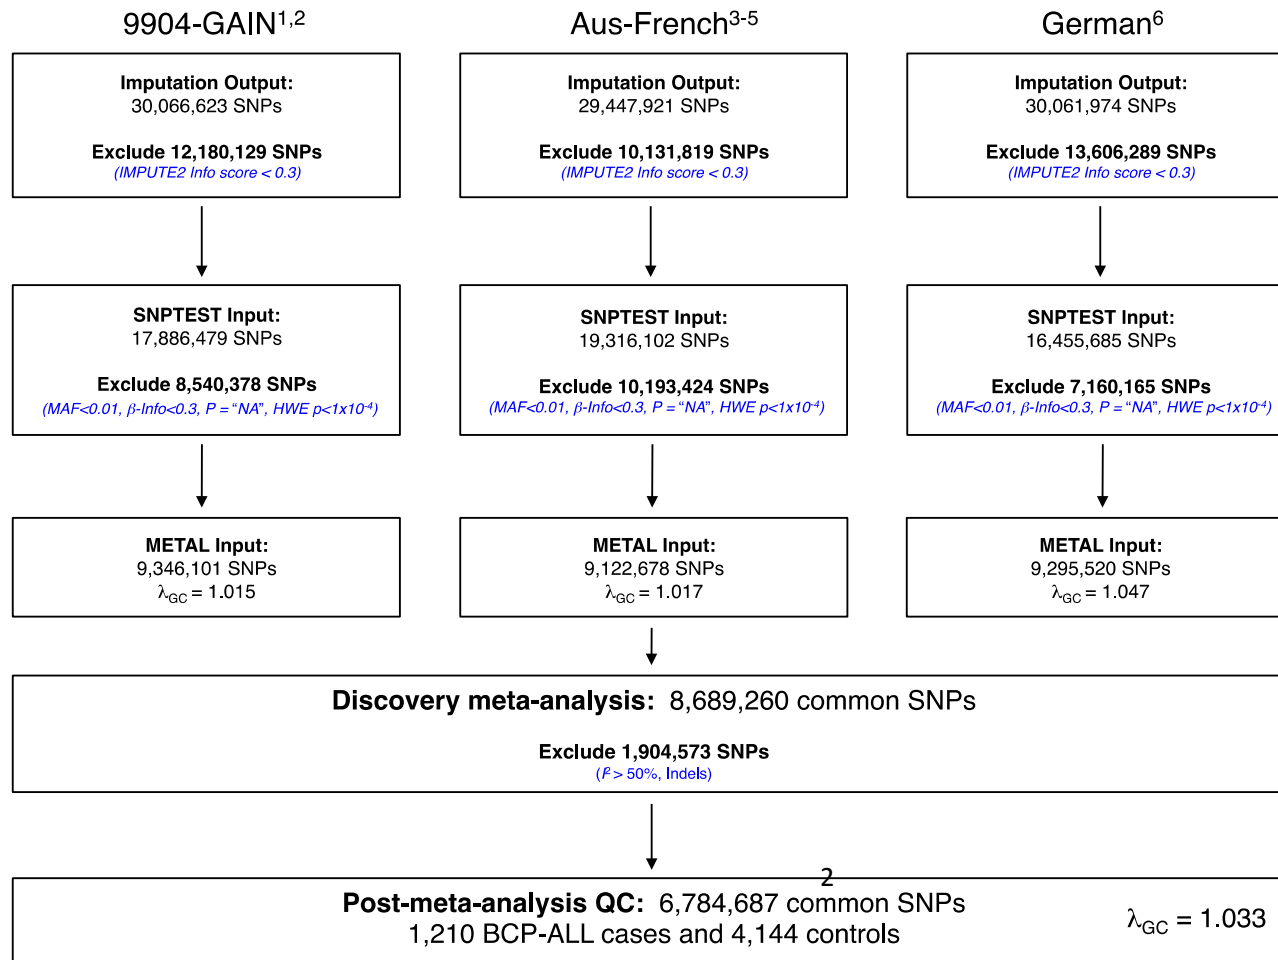 9904-GAIN1,2
Imputation Output:
30,066,623 SNPs
Exclude 12,180,129 SNPs
(IMPUTE2 Info score < 0.3)
SNPTEST Input:
17,886,479 SNPs
Exclude 8,540,378 SNPs
(MAF<0.01, β-Info<0.3, P = “NA”, HWE p<1x10-4)
METAL Input:
9,346,101 SNPs
λGC = 1.015
Aus-French3-5
Imputation Output:
29,447,921 SNPs
Exclude 10,131,819 SNPs
(IMPUTE2 Info score < 0.3)
SNPTEST Input:
19,316,102 SNPs
Exclude 10,193,424 SNPs
(MAF<0.01, β-Info<0.3, P = “NA”, HWE p<1x10-4)
METAL Input:
9,122,678 SNPs
λGC = 1.017
German6
Imputation Output:
30,061,974 SNPs
Exclude 13,606,289 SNPs
(IMPUTE2 Info score < 0.3)
SNPTEST Input:
16,455,685 SNPs
Exclude 7,160,165 SNPs
(MAF<0.01, β-Info<0.3, P = “NA”, HWE p<1x10-4)
METAL Input:
9,295,520 SNPs
λGC = 1.047
Discovery meta-analysis: 8,689,260 common SNPs
Exclude 1,904,573 SNPs
(I2 > 50%, Indels)
2
Post-meta-analysis QC: 6,784,687 common SNPs
1,210 BCP-ALL cases and 4,144 controls
λGC = 1.033